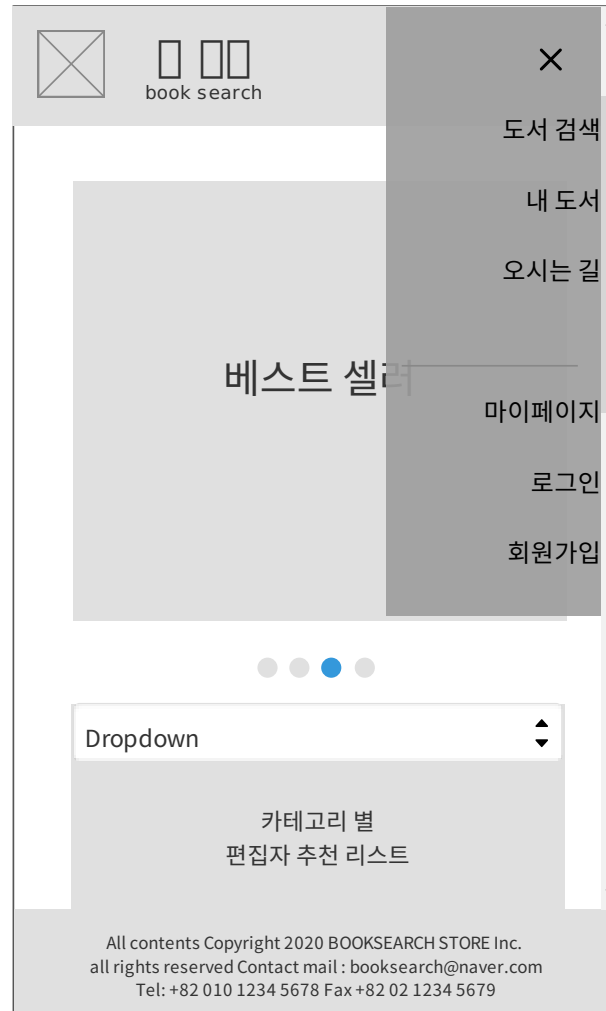 book search
도서 검색
내 도서
오시는 길
베스트 셀러
마이페이지
로그인
회원가입
Dropdown
카테고리 별
편집자 추천 리스트
All contents Copyright 2020 BOOKSEARCH STORE Inc.
all rights reserved Contact mail : booksearch@naver.com
Tel: +82 010 1234 5678 Fax +82 02 1234 5679